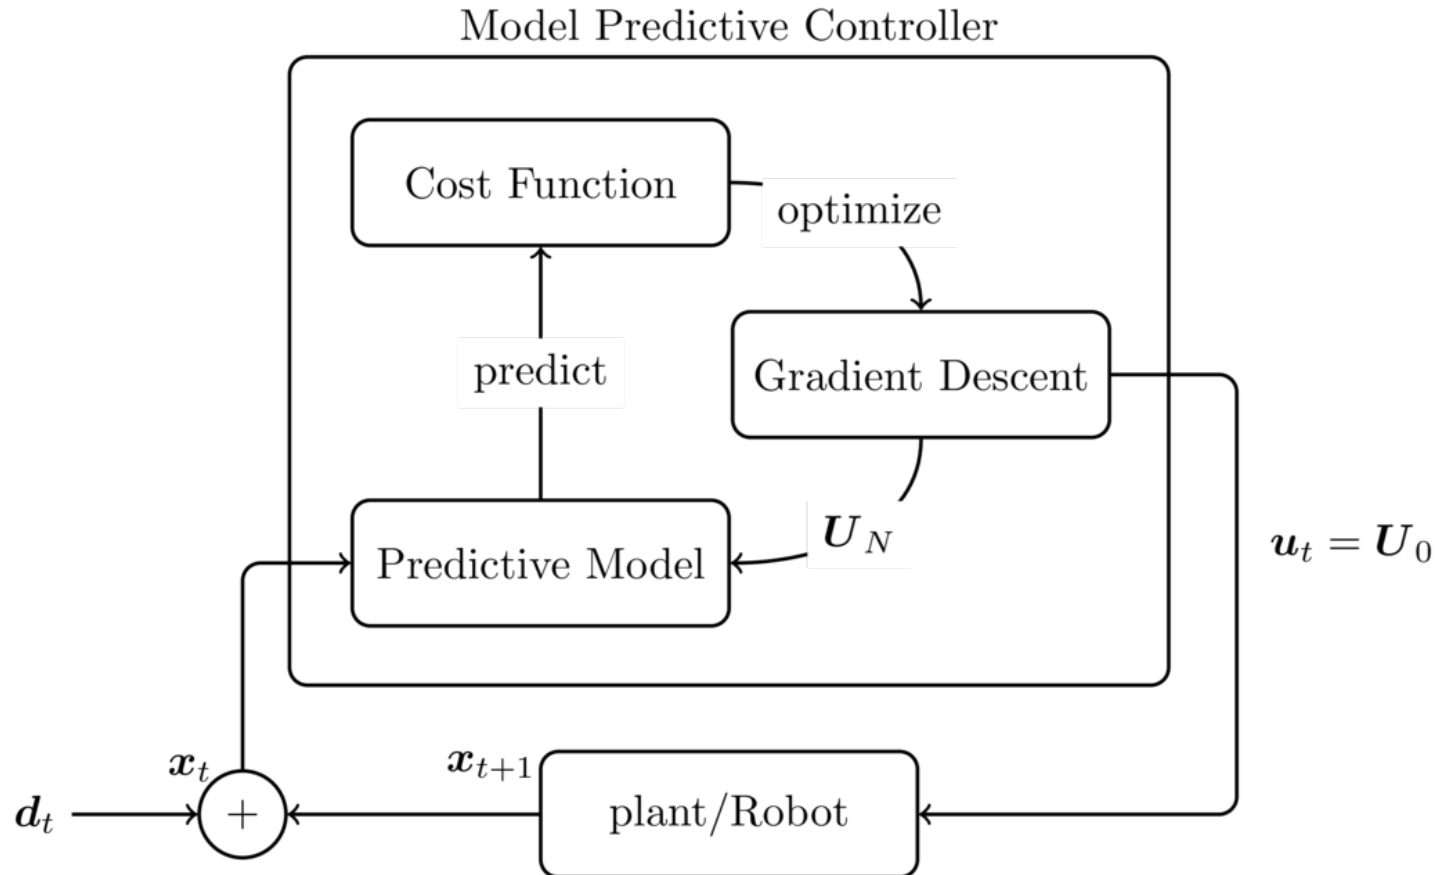 Model Predictive Controller
Cost Function
optimize
predict
Gradient Descent
U_N
Predictive Model
u_t = U_0
x_t
x_{t+1}
d_t
+
plant/Robot